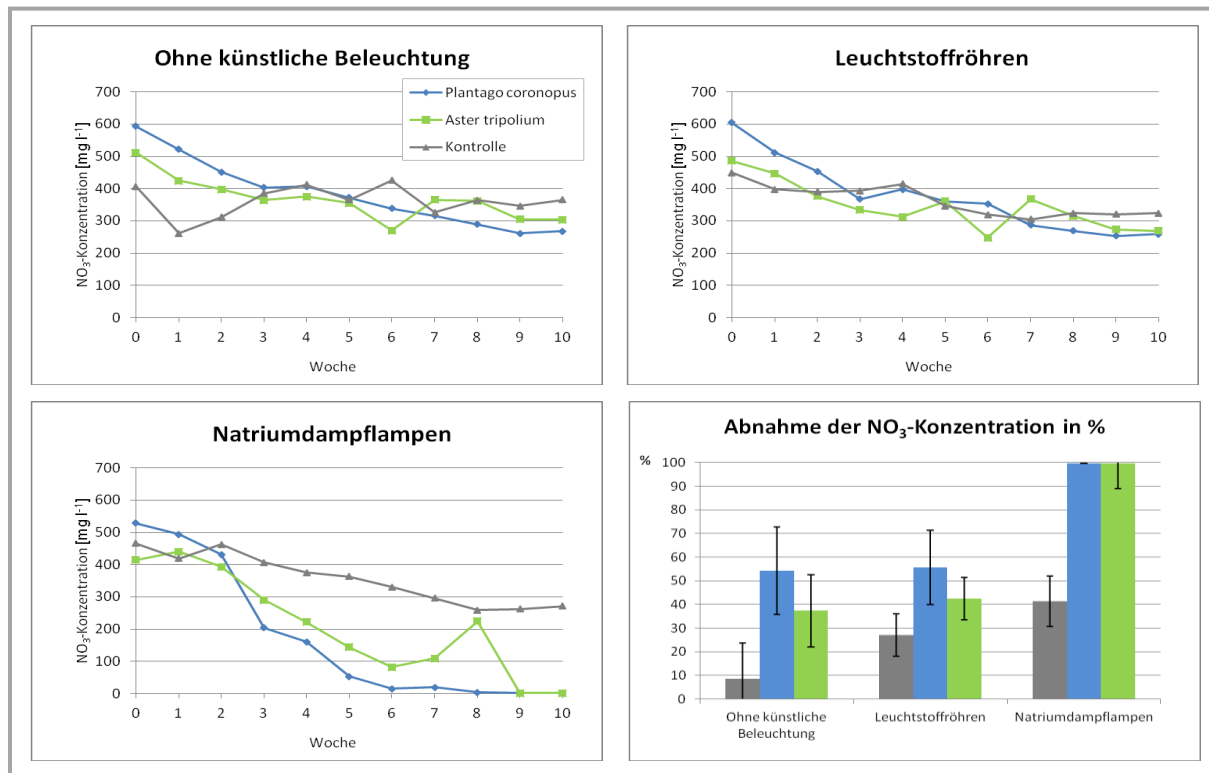 Ohne künstliche Beleuchtung
NO₃-Konzentration [mg l⁻¹]
700
600
500
400
300
200
100
0
Plantago coronopus
Aster tripolium
Kontrolle
0 1 2 3 4 5 6 7 8 9 10
Woche
Leuchtstoffröhren
NO₃-Konzentration [mg l⁻¹]
700
600
500
400
300
200
100
0
0 1 2 3 4 5 6 7 8 9 10
Woche
Natriumdampflampen
NO₃-Konzentration [mg l⁻¹]
700
600
500
400
300
200
100
0
0 1 2 3 4 5 6 7 8 9 10
Woche
Abnahme der NO₃-Konzentration in %
%
100
90
80
70
60
50
40
30
20
10
0
Ohne künstliche
Beleuchtung
Leuchtstoffröhren
Natriumdampflampen